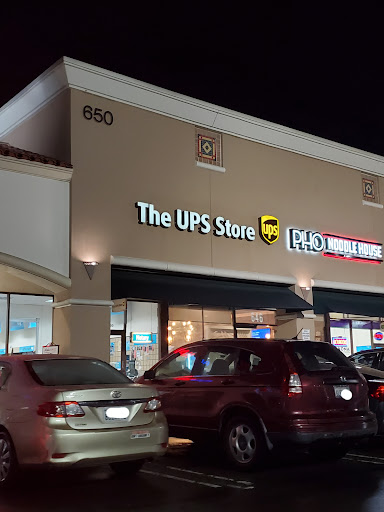 650
The UPS Store
ups
PHO NOODLE HOUSE